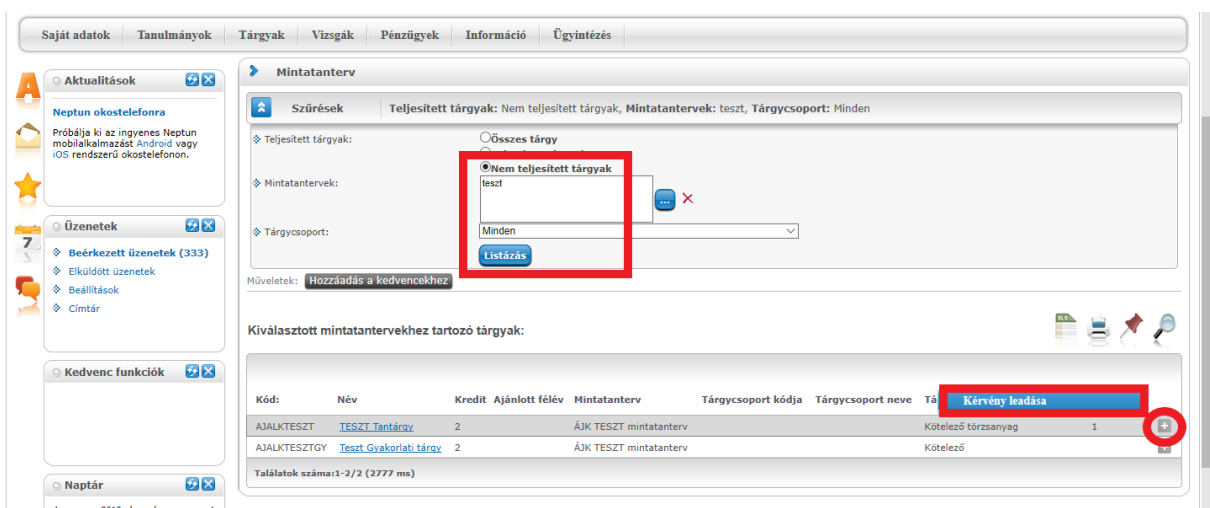 Saját adatok Tanulmányok Tárgyak Vizsgák Pénzügyek Információ Ügyintézés
Aktualitások
Neptun okostelefonra
Próbálja ki az ingyenes Neptun
mobilalkalmazást Android vagy
iOS rendszerű okostelefonon.
Üzenetek
7
Beérkezett üzenetek (333)
Elküldött üzenetek
Beállítások
Címtár
Kedvenc funkciók
Naptár
Mintatanterv
Szűrések Teljesített tárgyak: Nem teljesített tárgyak, Mintatantervek: teszt, Tárgycsoport: Minden
Teljesített tárgyak: Összes tárgy
Nem teljesített tárgyak
Mintatantervek: teszt
...
Tárgycsoport: Minden
Listázás
Műveletek: Hozzáadás a kedvencekhez
Kiválasztott mintatantervekhez tartozó tárgyak:
XLS
Kód: Név Kredit Ajánlott félév Mintatanterv Tárgycsoport kódja Tárgycsoport neve Kérvény leadása
AJALKTESZT TESZT Tantárgy 2 ÁJK TESZT mintatanterv Kötelező törzsanyag 1 +
AJALKTESZTGY Teszt Gyakorlati tárgy 2 ÁJK TESZT mintatanterv Kötelező
Találatok száma:1-2/2 (2777 ms)